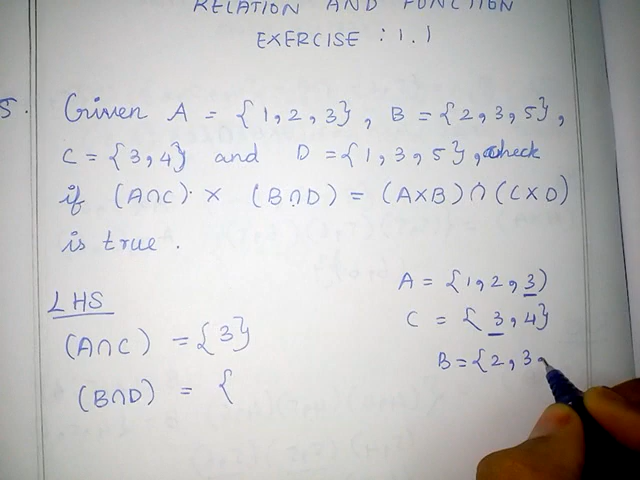 RELATION AND FUNCTION
EXERCISE : 1.1
5. Given A = {1, 2, 3}, B = {2, 3, 5},
C = {3, 4} and D = {1, 3, 5}, check
if (A∩C) × (B∩D) = (A×B) ∩ (C×D)
is true.
LHS
(A∩C) = {3}
(B∩D) = {
A = {1, 2, 3)
C = {3, 4}
B = {2, 3,